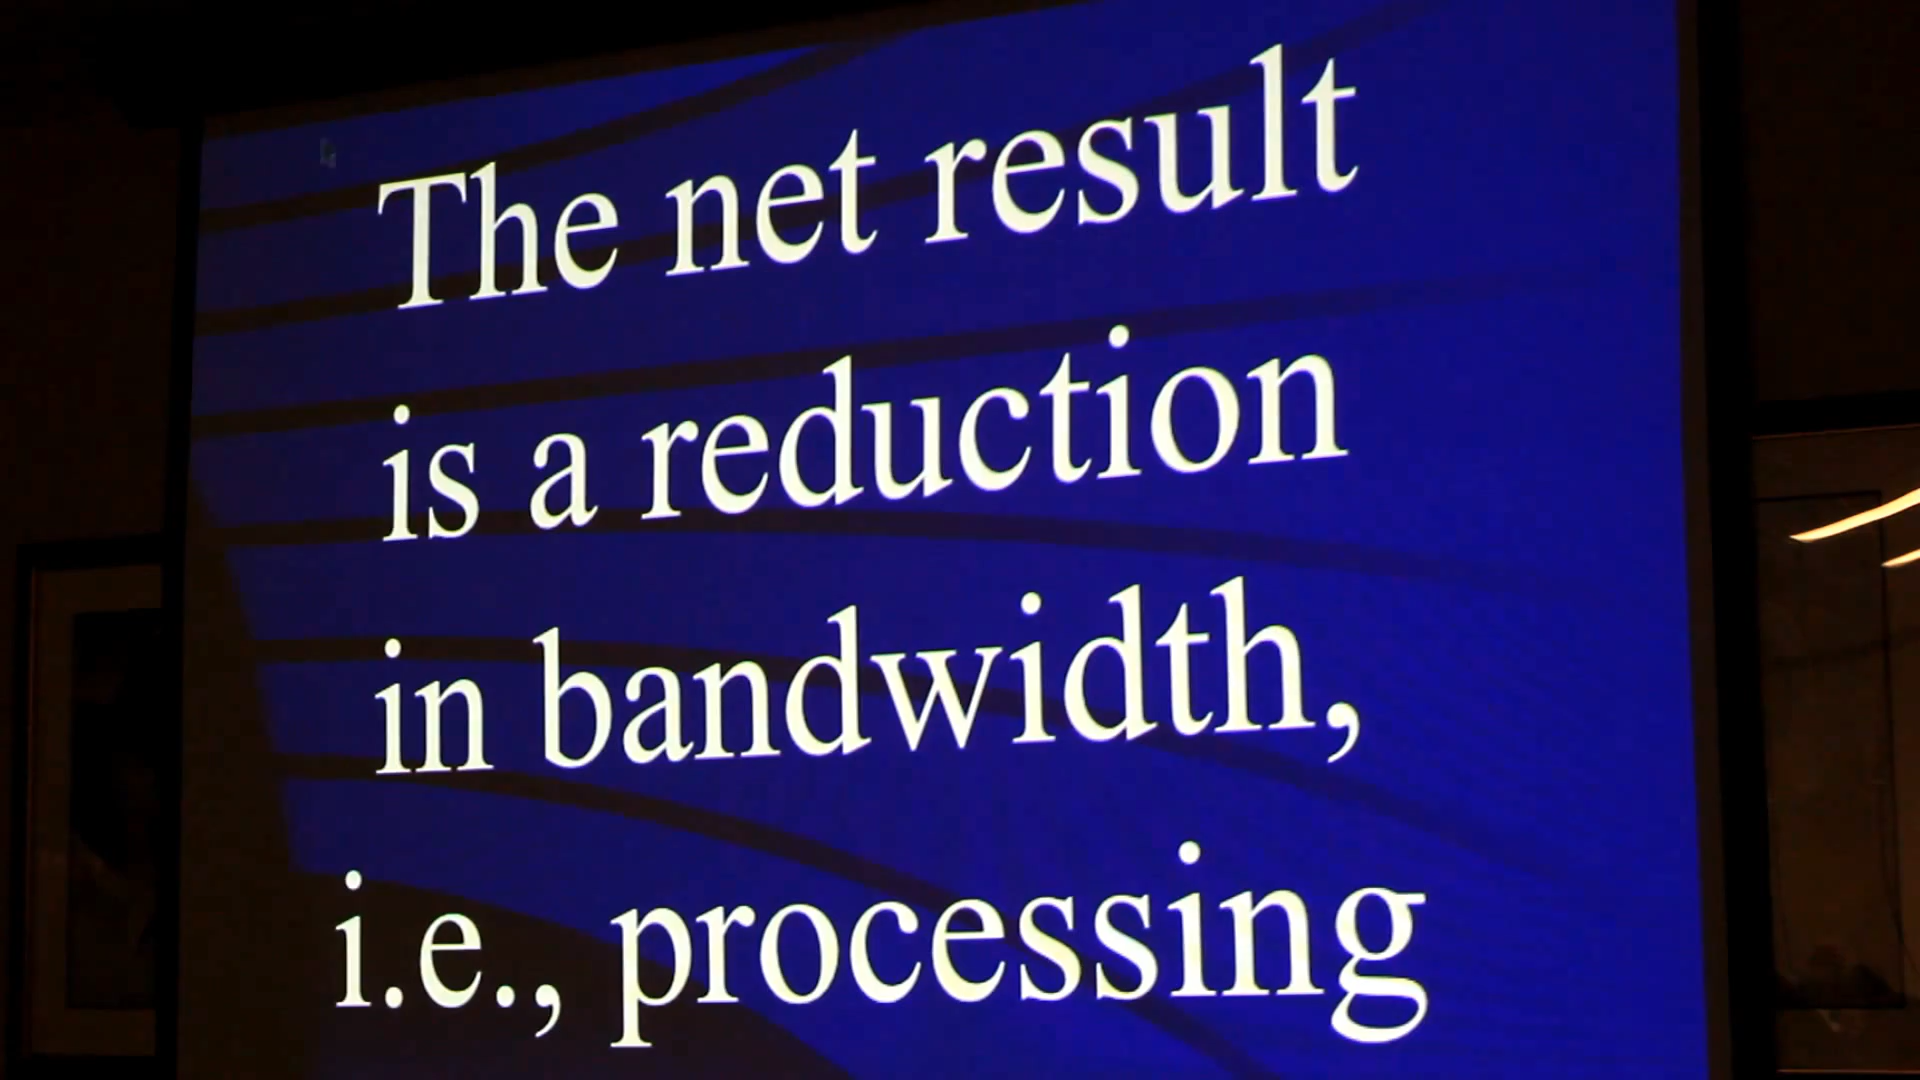 The net result
is a reduction
in bandwidth,
i.e., processing